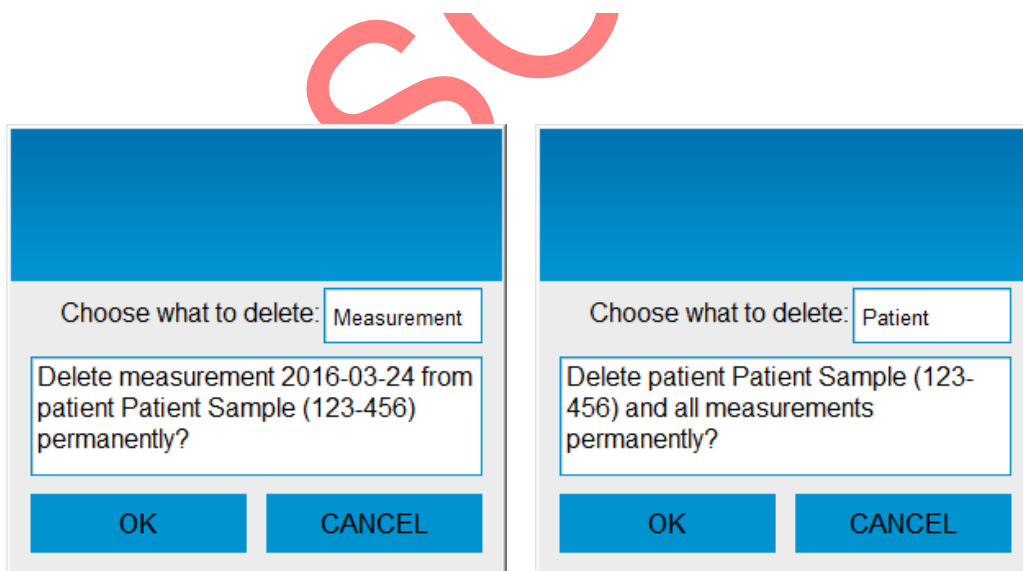 Choose what to delete: Measurement
Delete measurement 2016-03-24 from
patient Patient Sample (123-456)
permanently?
OK CANCEL
Choose what to delete: Patient
Delete patient Patient Sample (123-
456) and all measurements
permanently?
OK CANCEL